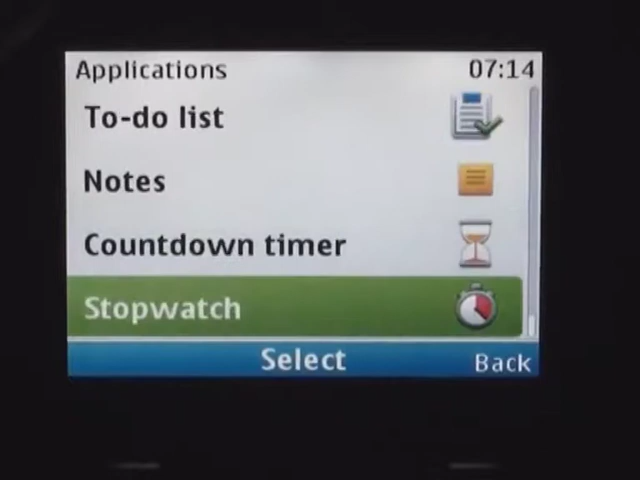 Applications 07:14
To-do list
Notes
Countdown timer
Stopwatch
Select Back